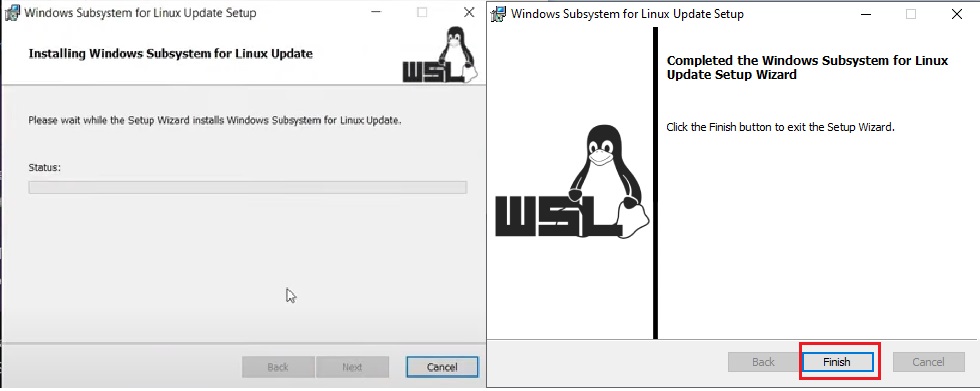 Windows Subsystem for Linux Update Setup
Installing Windows Subsystem for Linux Update
WSL
Please wait while the Setup Wizard installs Windows Subsystem for Linux Update.
Status:
Back
Next
Cancel
Windows Subsystem for Linux Update Setup
Completed the Windows Subsystem for Linux
Update Setup Wizard
Click the Finish button to exit the Setup Wizard.
WSL
Back
Finish
Cancel